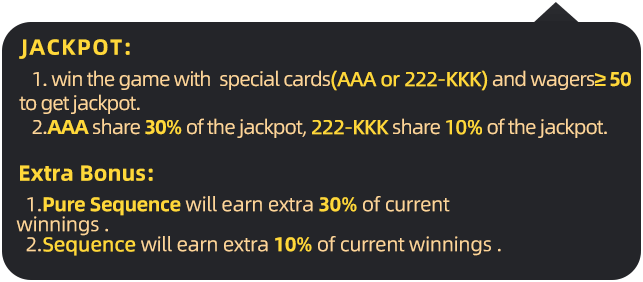 JACKPOT:
1. win the game with special cards(AAA or 222-KKK) and wagers≥50
to get jackpot.
2.AAA share 30% of the jackpot, 222-KKK share 10% of the jackpot.
Extra Bonus:
1.Pure Sequence will earn extra 30% of current
winnings .
2.Sequence will earn extra 10% of current winnings .